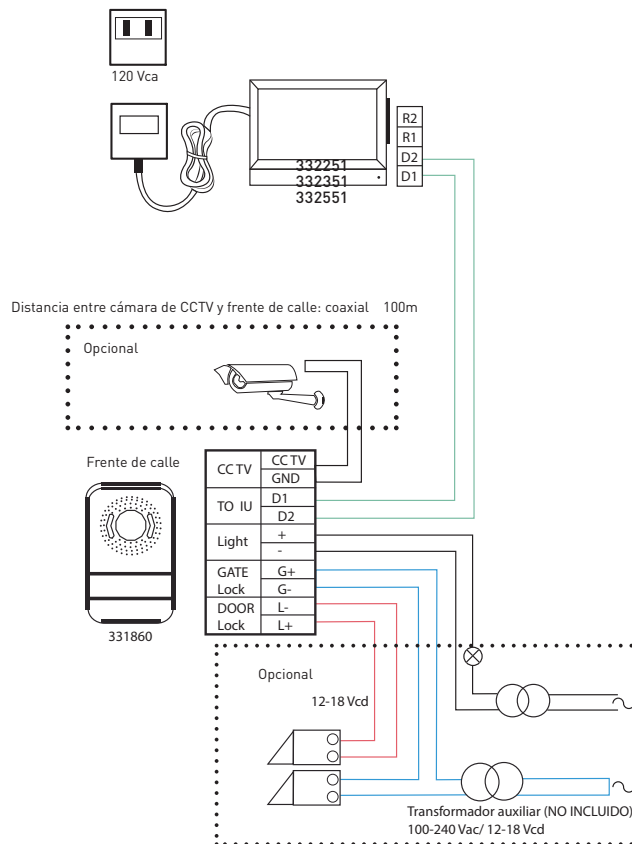 120 Vca
R2
R1
D2
D1
332251
332351
332551
Distancia entre cámara de CCTV y frente de calle: coaxial 100m
Opcional
Frente de calle
331860
CC TV
CC TV
GND
TO IU
D1
D2
Light
+
-
GATE
Lock
G+
G-
DOOR
Lock
L-
L+
Opcional
12-18 Vcd
Transformador auxiliar (NO INCLUIDO)
100-240 Vac/ 12-18 Vcd